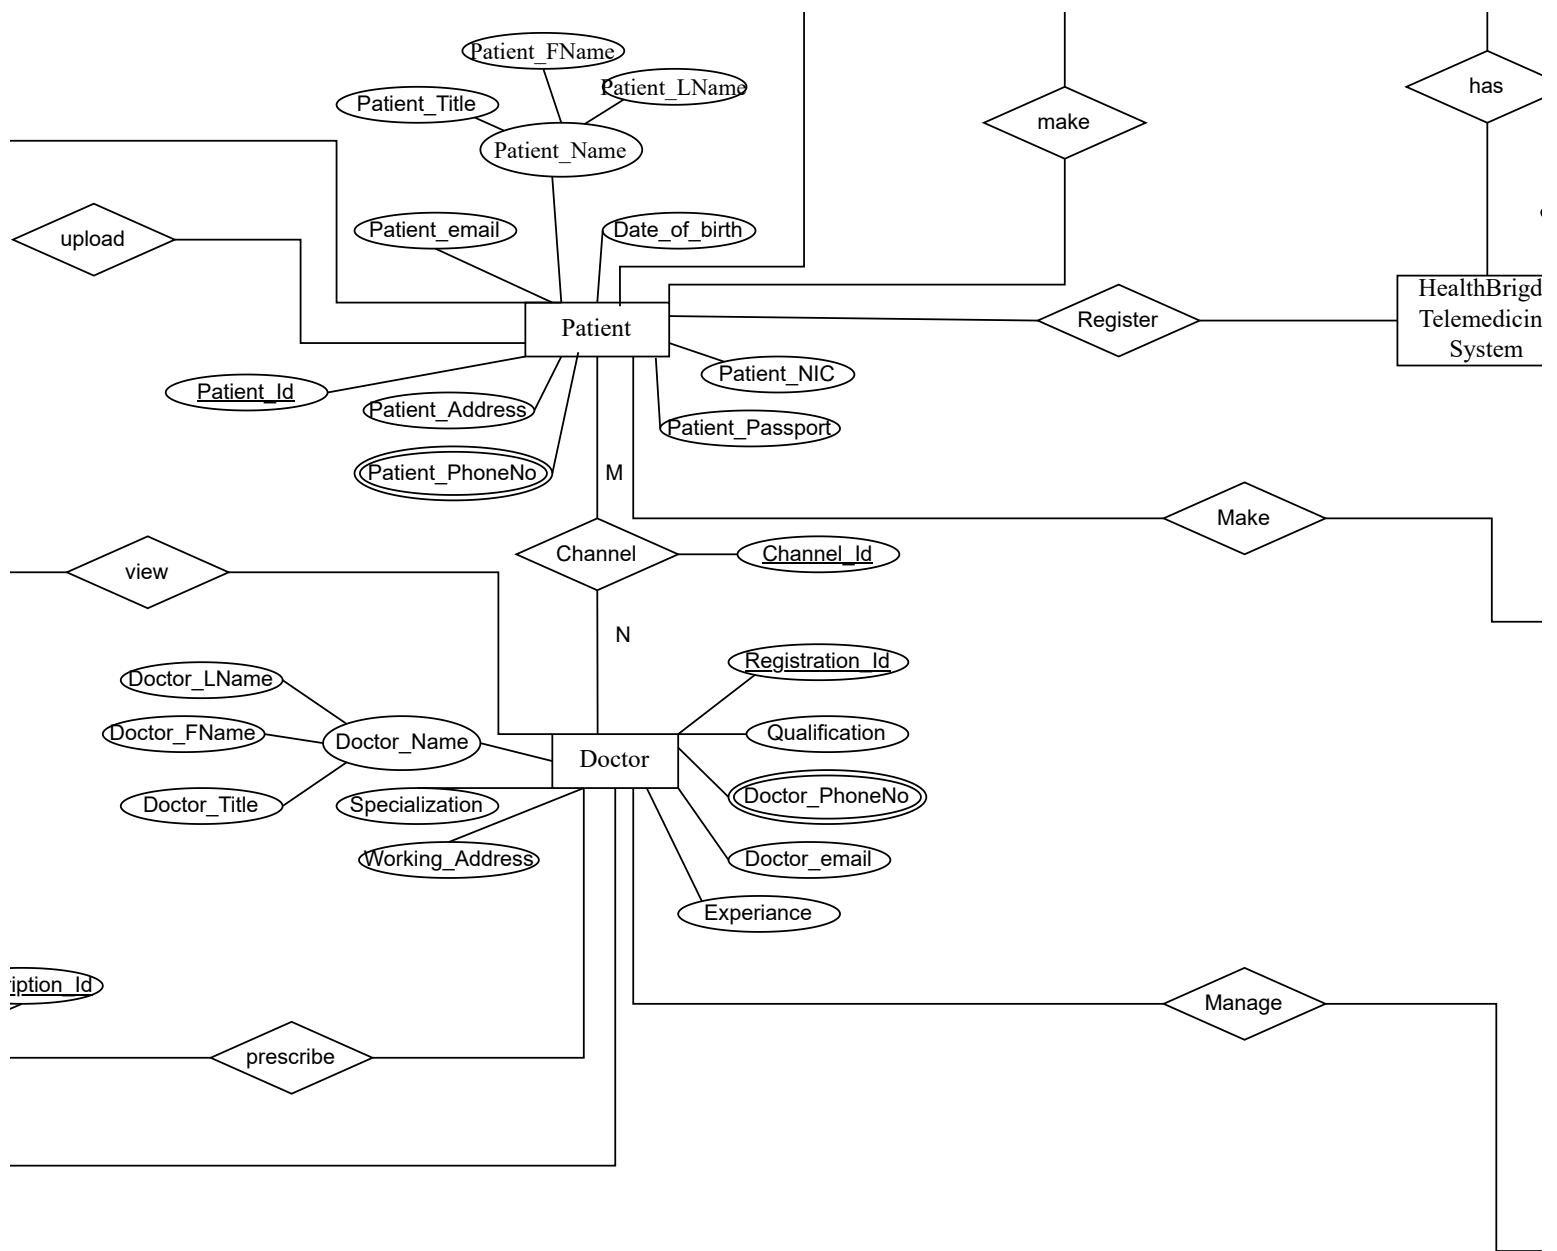 Patient_FName
Patient_LName
Patient_Title
Patient_Name
has
make
upload
Patient_email
Date_of_birth
HealthBrigd
Telemedicin
System
Patient
Register
Patient_NIC
Patient_Id
Patient_Address
Patient_Passport
Patient_PhoneNo
M
Make
Channel
Channel_Id
view
N
Registration_Id
Doctor_LName
Doctor_FName
Doctor_Name
Qualification
Doctor
Doctor_Title
Specialization
Doctor_PhoneNo
Working_Address
Doctor_email
Experiance
ription_Id
Manage
prescribe